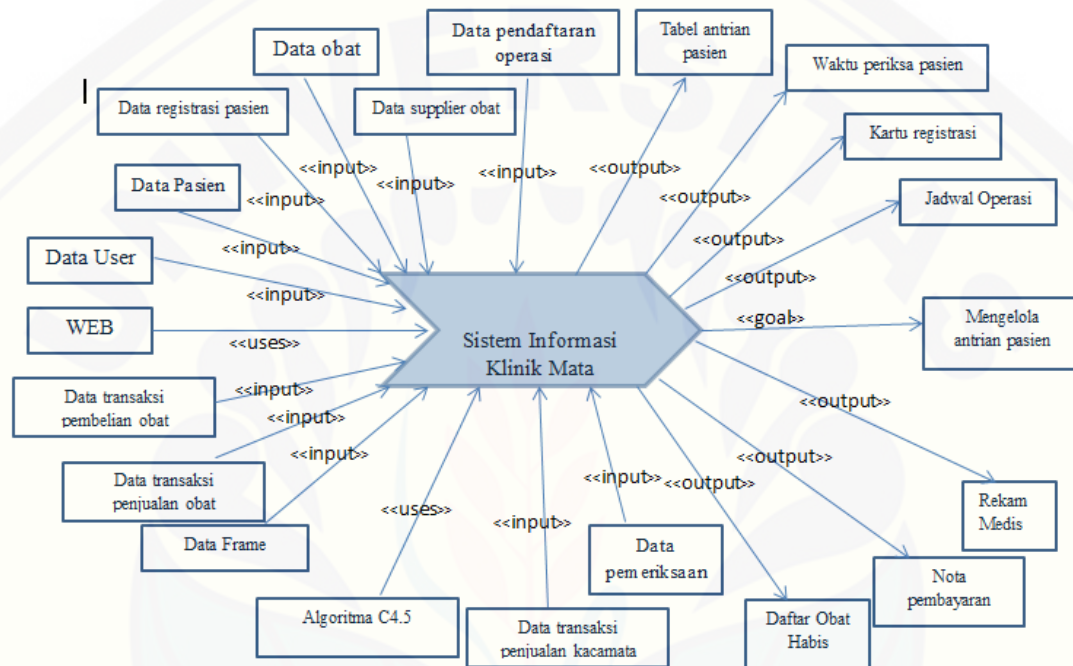 Data obat
Data pendaftaran
operasi
Tabel antrian
pasien
Waktu periksa pasien
Data registrasi pasien
Data supplier obat
Kartu registrasi
<<input>>
<<input>>
<<input>>
<<output>>
<<output>>
Data Pasien
<<input>>
Jadwal Operasi
<<output>>
<<input>>
Data User
<<output>>
<<input>>
WEB
<<uses>>
<<goal>>
Mengelola
antrian pasien
Sistem Informasi
Klinik Mata
Data transaksi
pembelian obat
<<input>>
<<input>>
<<output>>
<<input>>
Data transaksi
penjualan obat
<<output>>
<<input>>
<<output>>
Rekam
Medis
<<uses>>
<<input>>
Data Frame
Data
pemeriksaan
Nota
pembayaran
Algoritma C4.5
Data transaksi
penjualan kacamata
Daftar Obat
Habis
UNIVERSITAS